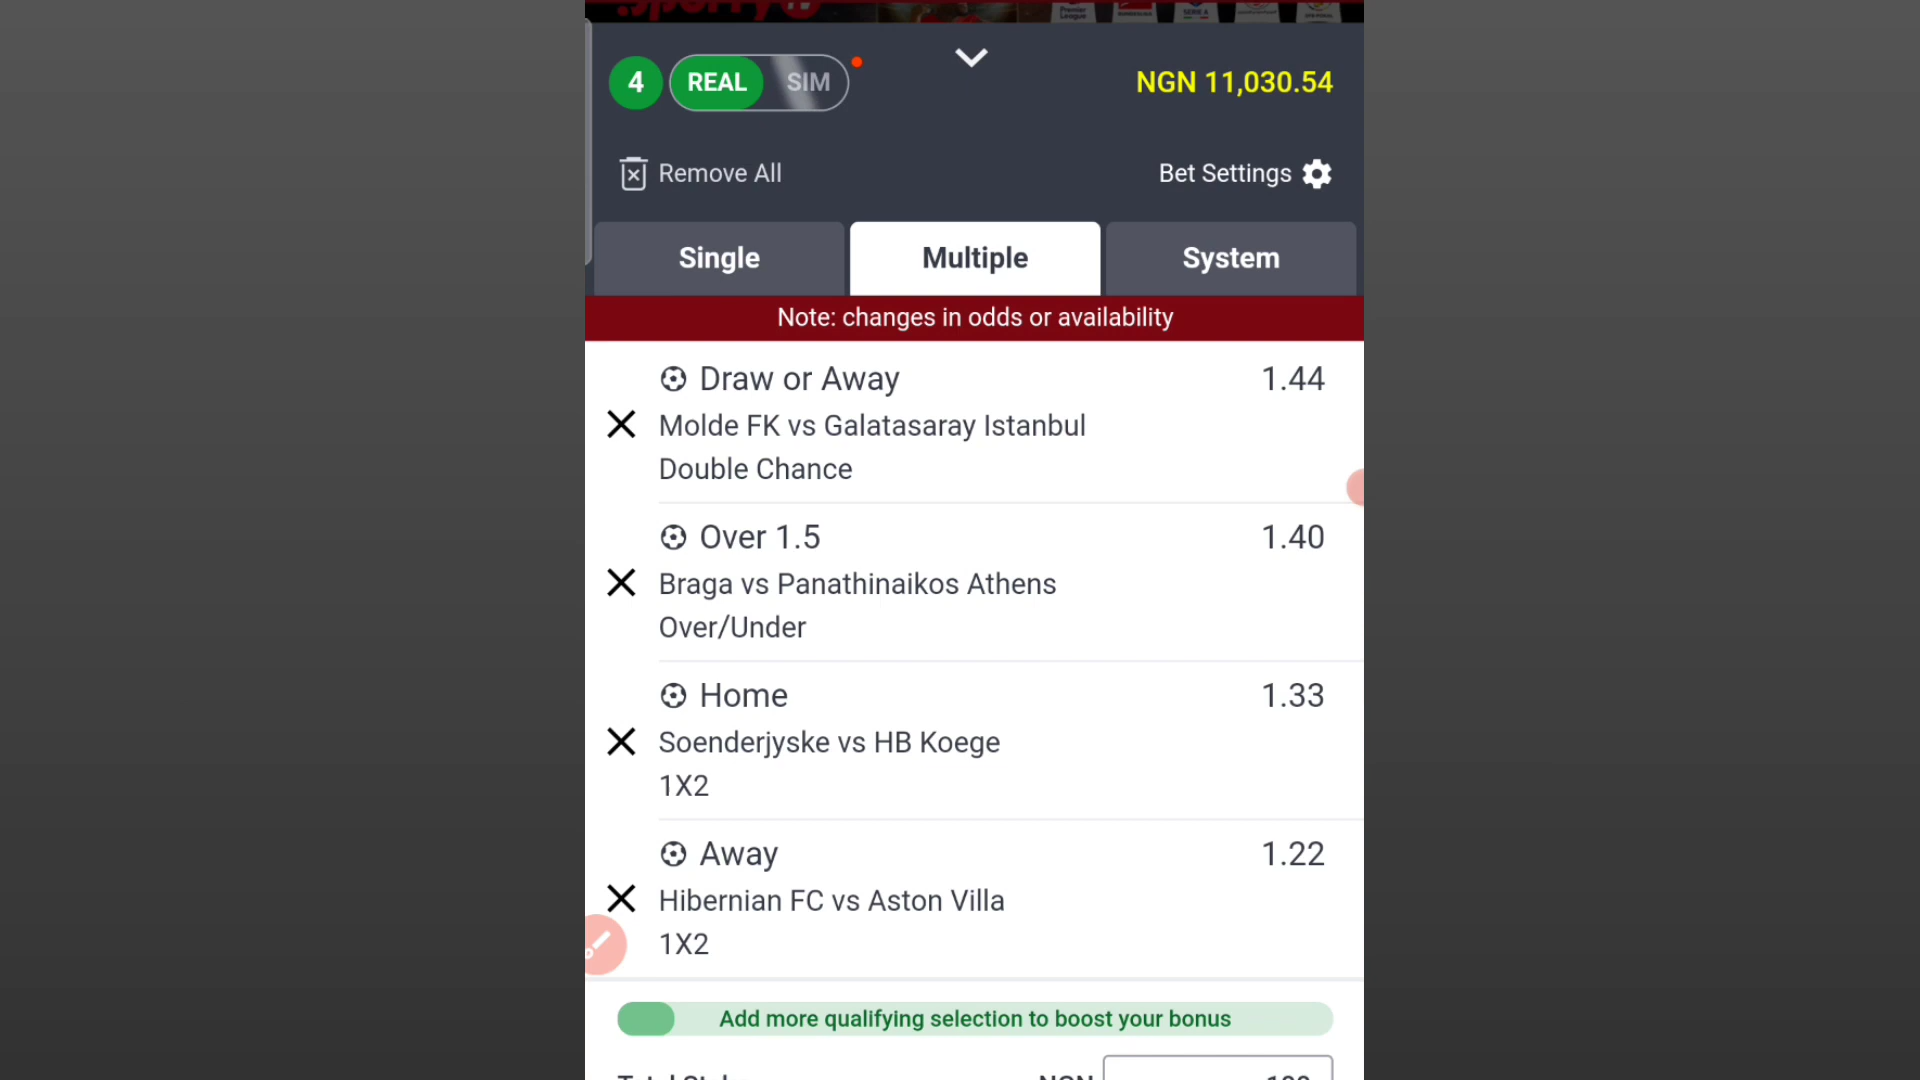 Premier
League
SERIE A
4 REAL SIM NGN 11,030.54
Remove All Bet Settings
Single Multiple System
Note: changes in odds or availability
Draw or Away 1.44
Molde FK vs Galatasaray Istanbul
Double Chance
Over 1.5 1.40
Braga vs Panathinaikos Athens
Over/Under
Home 1.33
Soenderjyske vs HB Koege
1X2
Away 1.22
Hibernian FC vs Aston Villa
1X2
Add more qualifying selection to boost your bonus